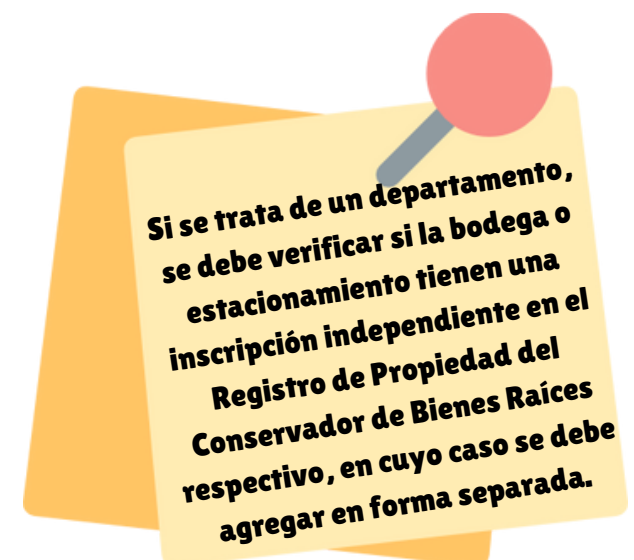 Si se trata de un departamento,
se debe verificar si la bodega o
estacionamiento tienen una
inscripción independiente en el
Registro de Propiedad del
Conservador de Bienes Raíces
respectivo, en cuyo caso se debe
agregar en forma separada.